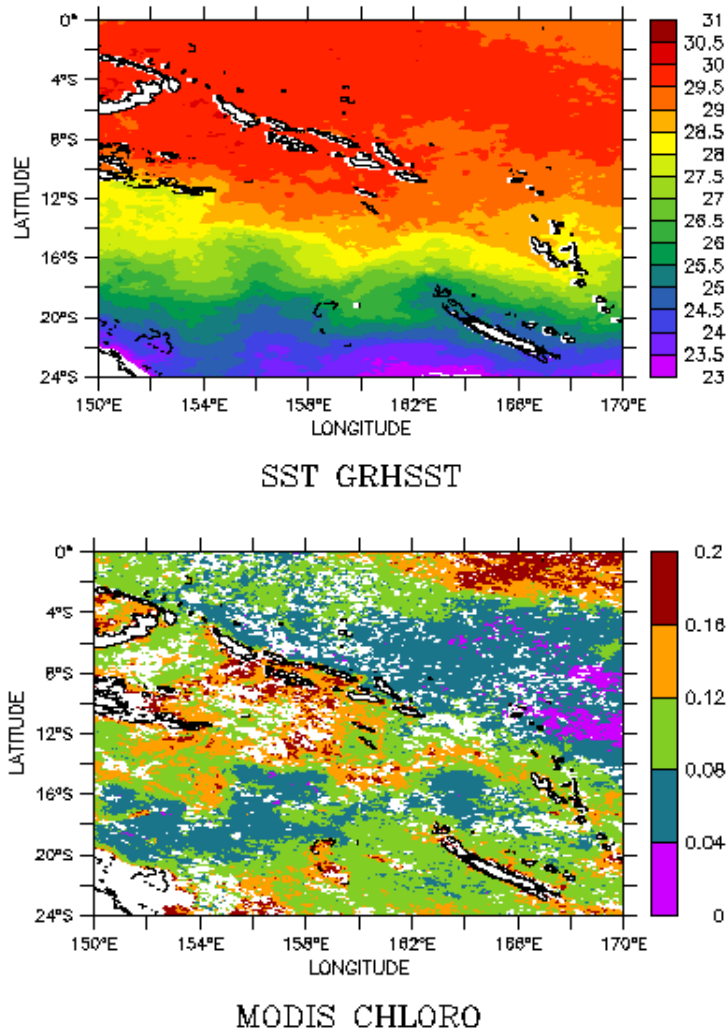 0°
4°S
8°S
12°S
16°S
20°S
24°S
LATITUDE
150°E 154°E 158°E 162°E 166°E 170°E
LONGITUDE
31
30.5
30
29.5
29
28.5
28
27.5
27
26.5
26
25.5
25
24.5
24
23.5
23
SST GRHSST
0°
4°S
8°S
12°S
16°S
20°S
24°S
LATITUDE
150°E 154°E 158°E 162°E 166°E 170°E
LONGITUDE
0.2
0.16
0.12
0.08
0.04
0
MODIS CHLORO